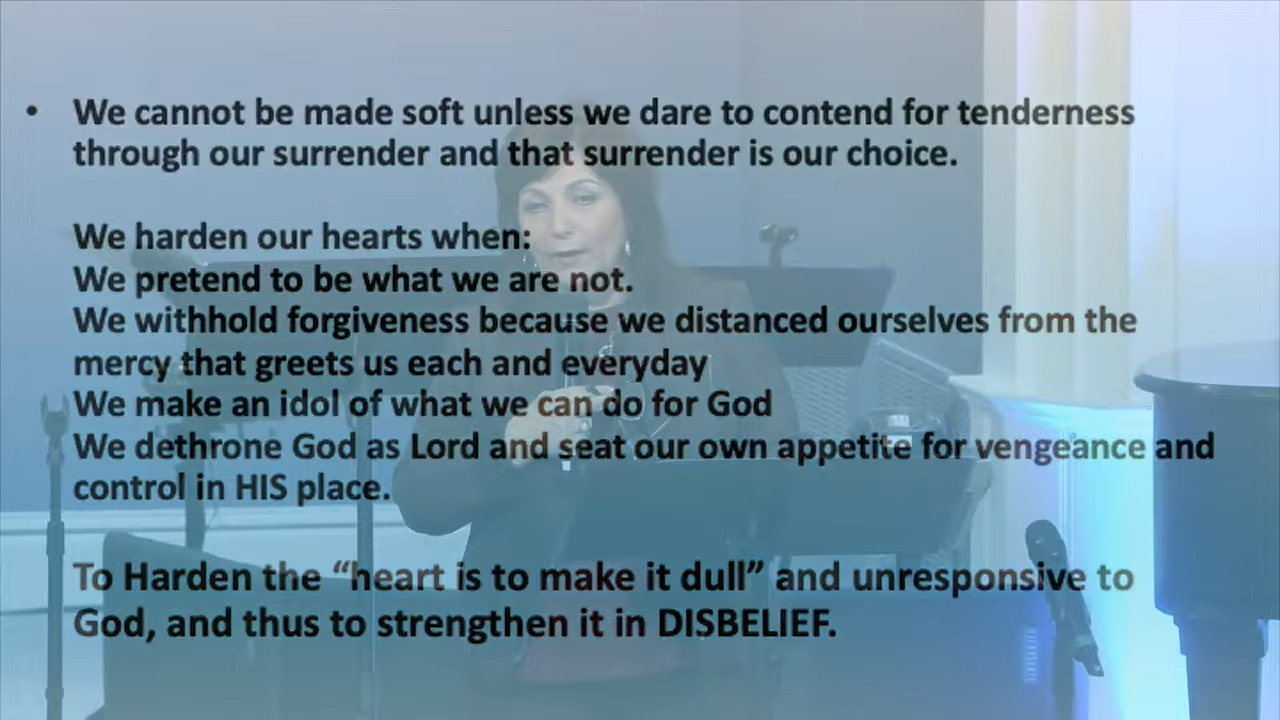 • We cannot be made soft unless we dare to contend for tenderness
through our surrender and that surrender is our choice.
We harden our hearts when:
We pretend to be what we are not.
We withhold forgiveness because we distanced ourselves from the
mercy that greets us each and everyday
We make an idol of what we can do for God
We dethrone God as Lord and seat our own appetite for vengeance and
control in HIS place.
To Harden the “heart is to make it dull” and unresponsive to
God, and thus to strengthen it in DISBELIEF.